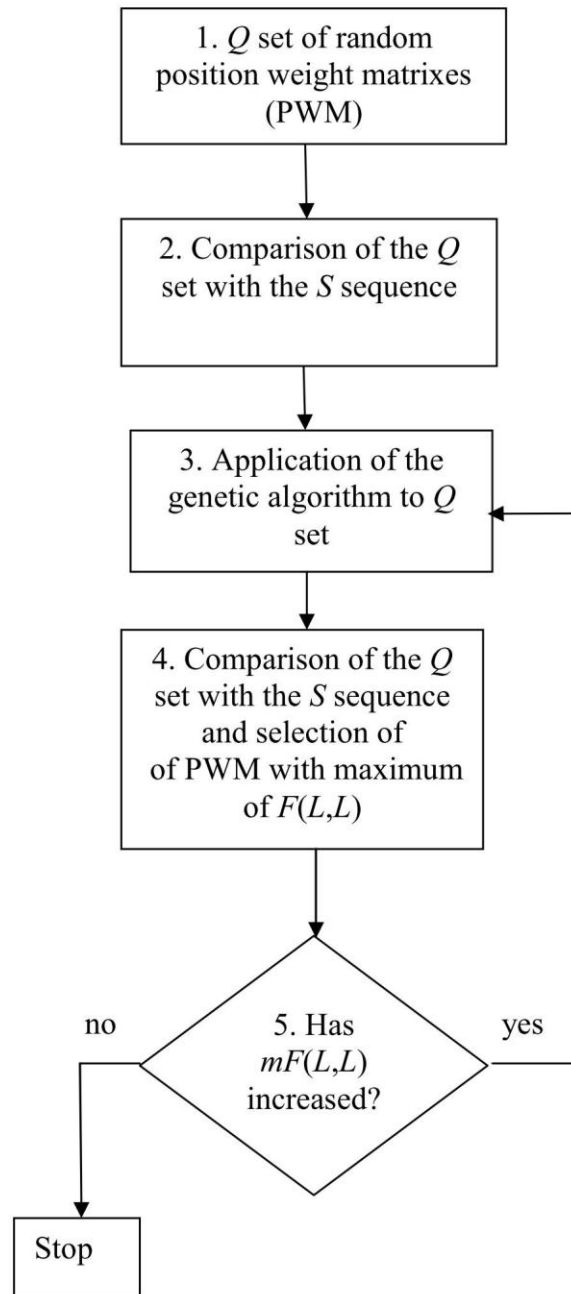 1. Q set of random
position weight matrixes
(PWM)
2. Comparison of the Q
set with the S sequence
3. Application of the
genetic algorithm to Q
set
4. Comparison of the Q
set with the S sequence
and selection of
of PWM with maximum
of F(L,L)
no
5. Has
yes
mF(L,L)
increased?
Stop